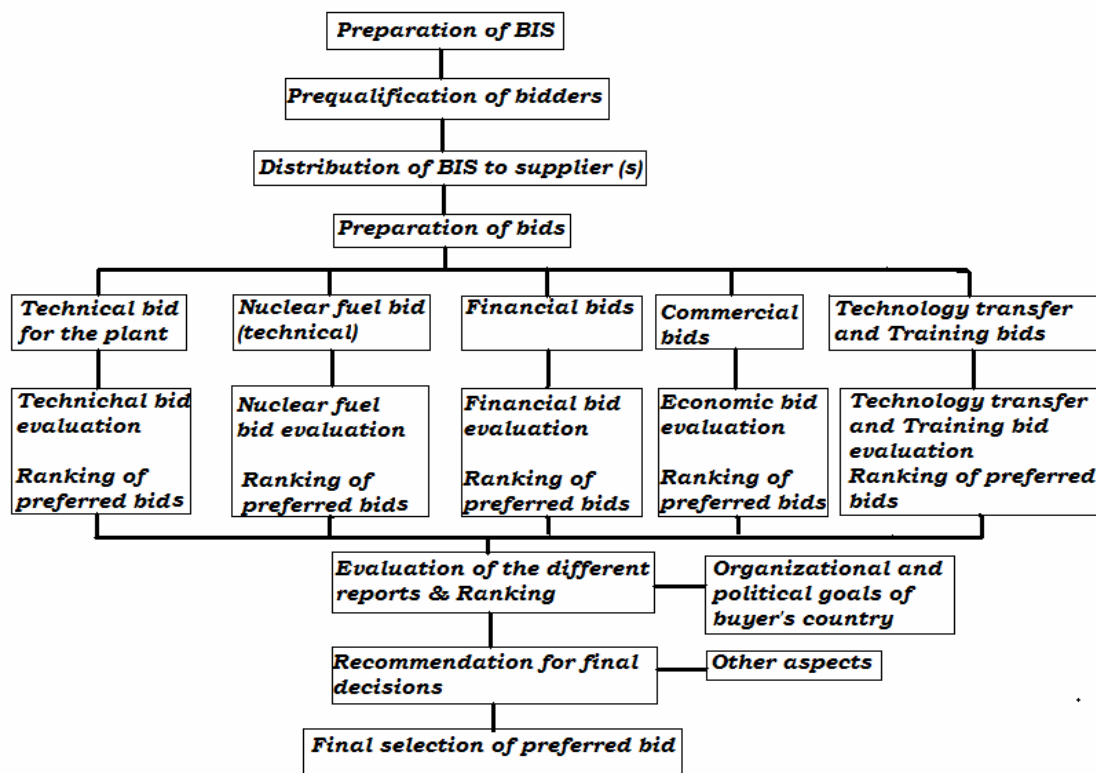 Preparation of BIS
Prequalification of bidders
Distribution of BIS to supplier (s)
Preparation of bids
Technical bid
for the plant
Nuclear fuel bid
(technical)
Financial bids
Commercial
bids
Technology transfer
and Training bids
Technichal bid
evaluation
Ranking of
preferred bids
Nuclear fuel
bid evaluation
Ranking of
preferred bids
Financial bid
evaluation
Ranking of
preferred bids
Economic bid
evaluation
Ranking of
preferred bids
Technology transfer
and Training bid
evaluation
Ranking of preferred
bids
Evaluation of the different
reports & Ranking
Organizational and
political goals of
buyer's country
Recommendation for final
decisions
Other aspects
Final selection of preferred bid